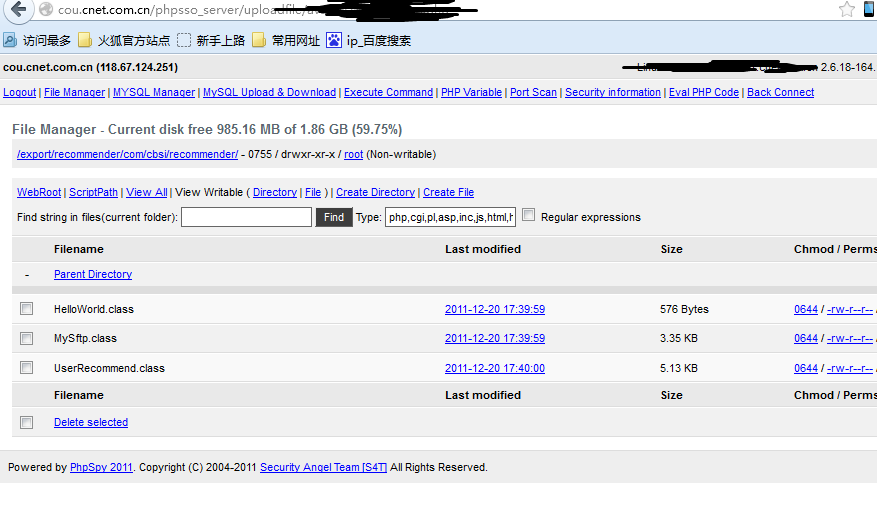 cou.cnet.com.cn/phpsso_server/uploadfile/
访问最多 火狐官方站点 新手上路 常用网址 ip_百度搜索
cou.cnet.com.cn (118.67.124.251) 2.6.18-164.
Logout | File Manager | MYSQL Manager | MySQL Upload & Download | Execute Command | PHP Variable | Port Scan | Security information | Eval PHP Code | Back Connect
File Manager - Current disk free 985.16 MB of 1.86 GB (59.75%)
/export/recommender/com/cbsi/recommender/ - 0755 / drwxr-xr-x / root (Non-writable)
WebRoot | ScriptPath | View All | View Writable ( Directory | File ) | Create Directory | Create File
Find string in files(current folder): Find Type: php,cgi,pl,asp,inc,js,html,h Regular expressions
Filename Last modified Size Chmod / Perms
- Parent Directory
HelloWorld.class 2011-12-20 17:39:59 576 Bytes 0644 / -rw-r--r-- /
MySftp.class 2011-12-20 17:39:59 3.35 KB 0644 / -rw-r--r-- /
UserRecommend.class 2011-12-20 17:40:00 5.13 KB 0644 / -rw-r--r-- /
Filename Last modified Size Chmod / Perms
Delete selected
Powered by PhpSpy 2011. Copyright (C) 2004-2011 Security Angel Team [S4T] All Rights Reserved.